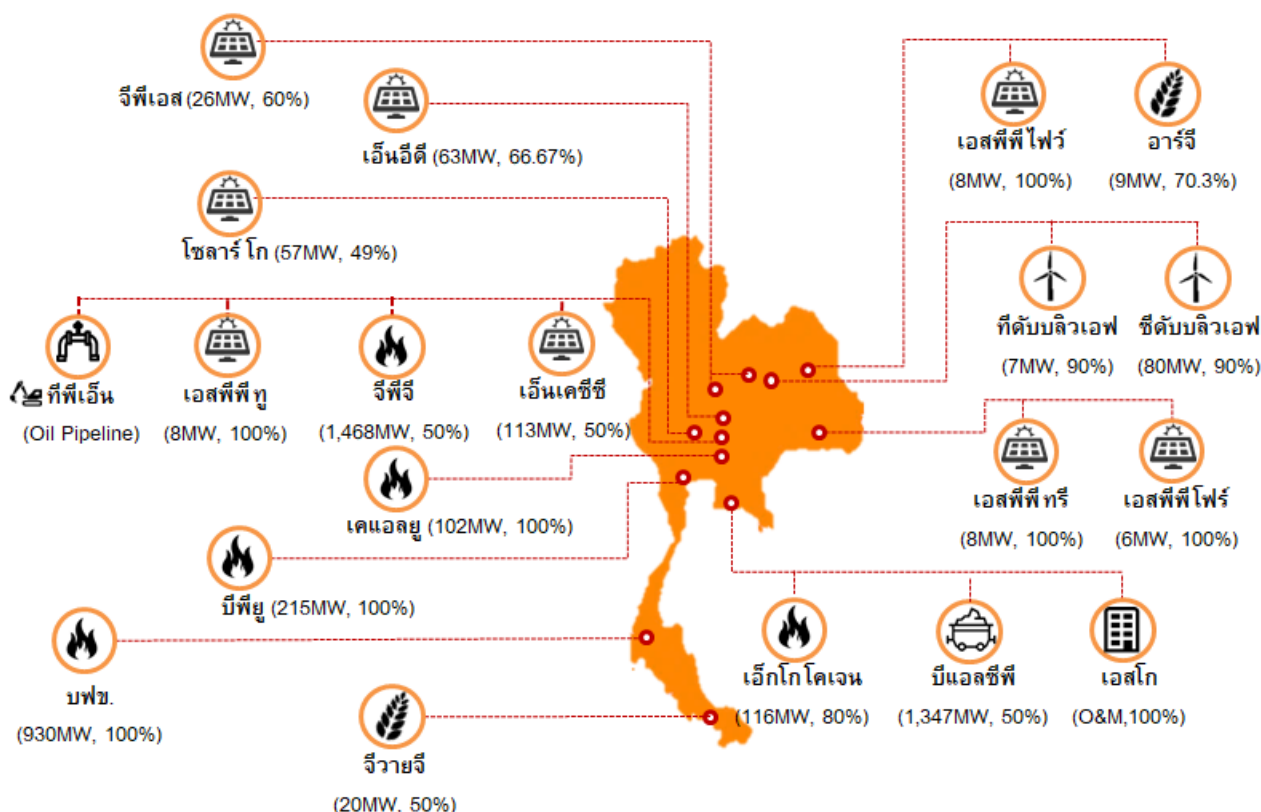 จีพีเอส (26MW, 60%)
เอ็นอีดี (63MW, 66.67%)
เอสพีพี ไฟว์
(8MW, 100%)
อาร์จี
(9MW, 70.3%)
โซลาร์ โก (57MW, 49%)
ทีดับบลิวเอฟ
(7MW, 90%)
ซีดับบลิวเอฟ
(80MW, 90%)
ทีพีเอ็น
(Oil Pipeline)
เอสพีพี ทู
(8MW, 100%)
จีพีจี
(1,468MW, 50%)
เอ็นเคซีซี
(113MW, 50%)
เอสพีพี ทรี
(8MW, 100%)
เอสพีพี โฟร์
(6MW, 100%)
เคแอลยู (102MW, 100%)
บีพียู (215MW, 100%)
บฟข.
(930MW, 100%)
เอ็กโก โคเจน
(116MW, 80%)
บีแอลซีพี
(1,347MW, 50%)
เอสโก
(O&M,100%)
จีวายจี
(20MW, 50%)